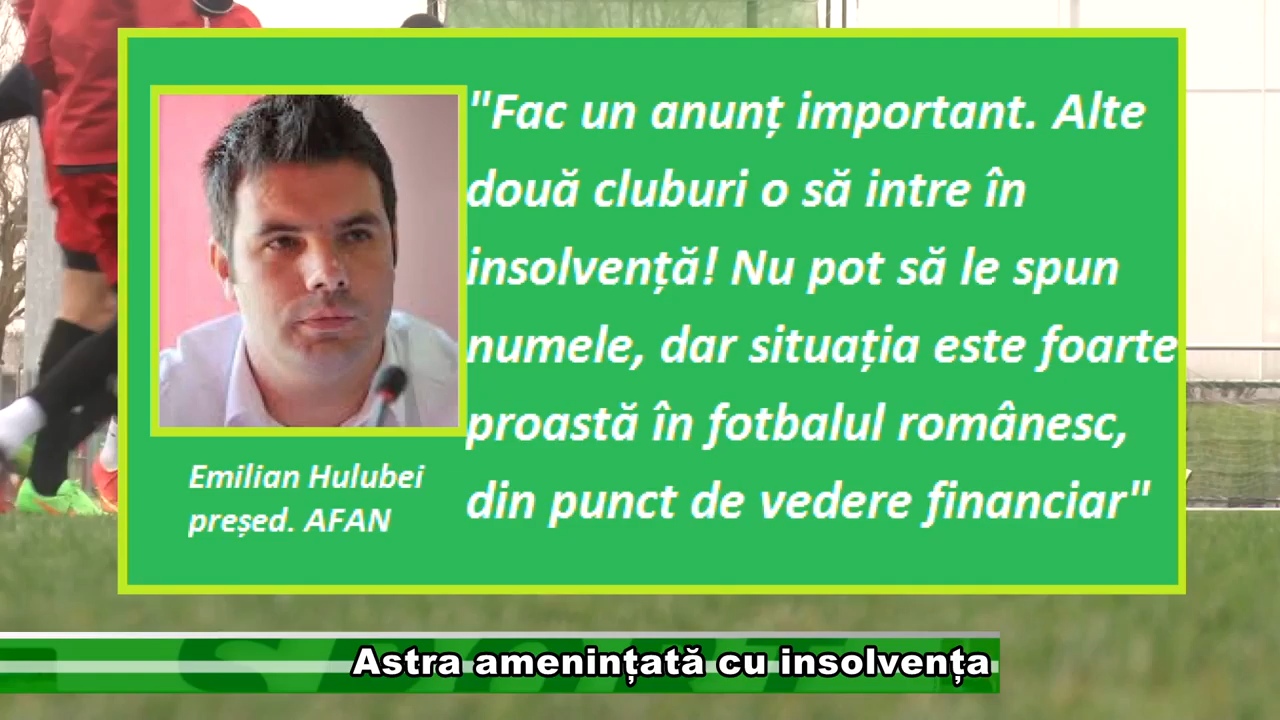 "Fac un anunț important. Alte
două cluburi o să intre în
insolvență! Nu pot să le spun
numele, dar situația este foarte
proastă în fotbalul românesc,
din punct de vedere financiar"
Emilian Hulubei
președ. AFAN
Astra amenințată cu insolvența